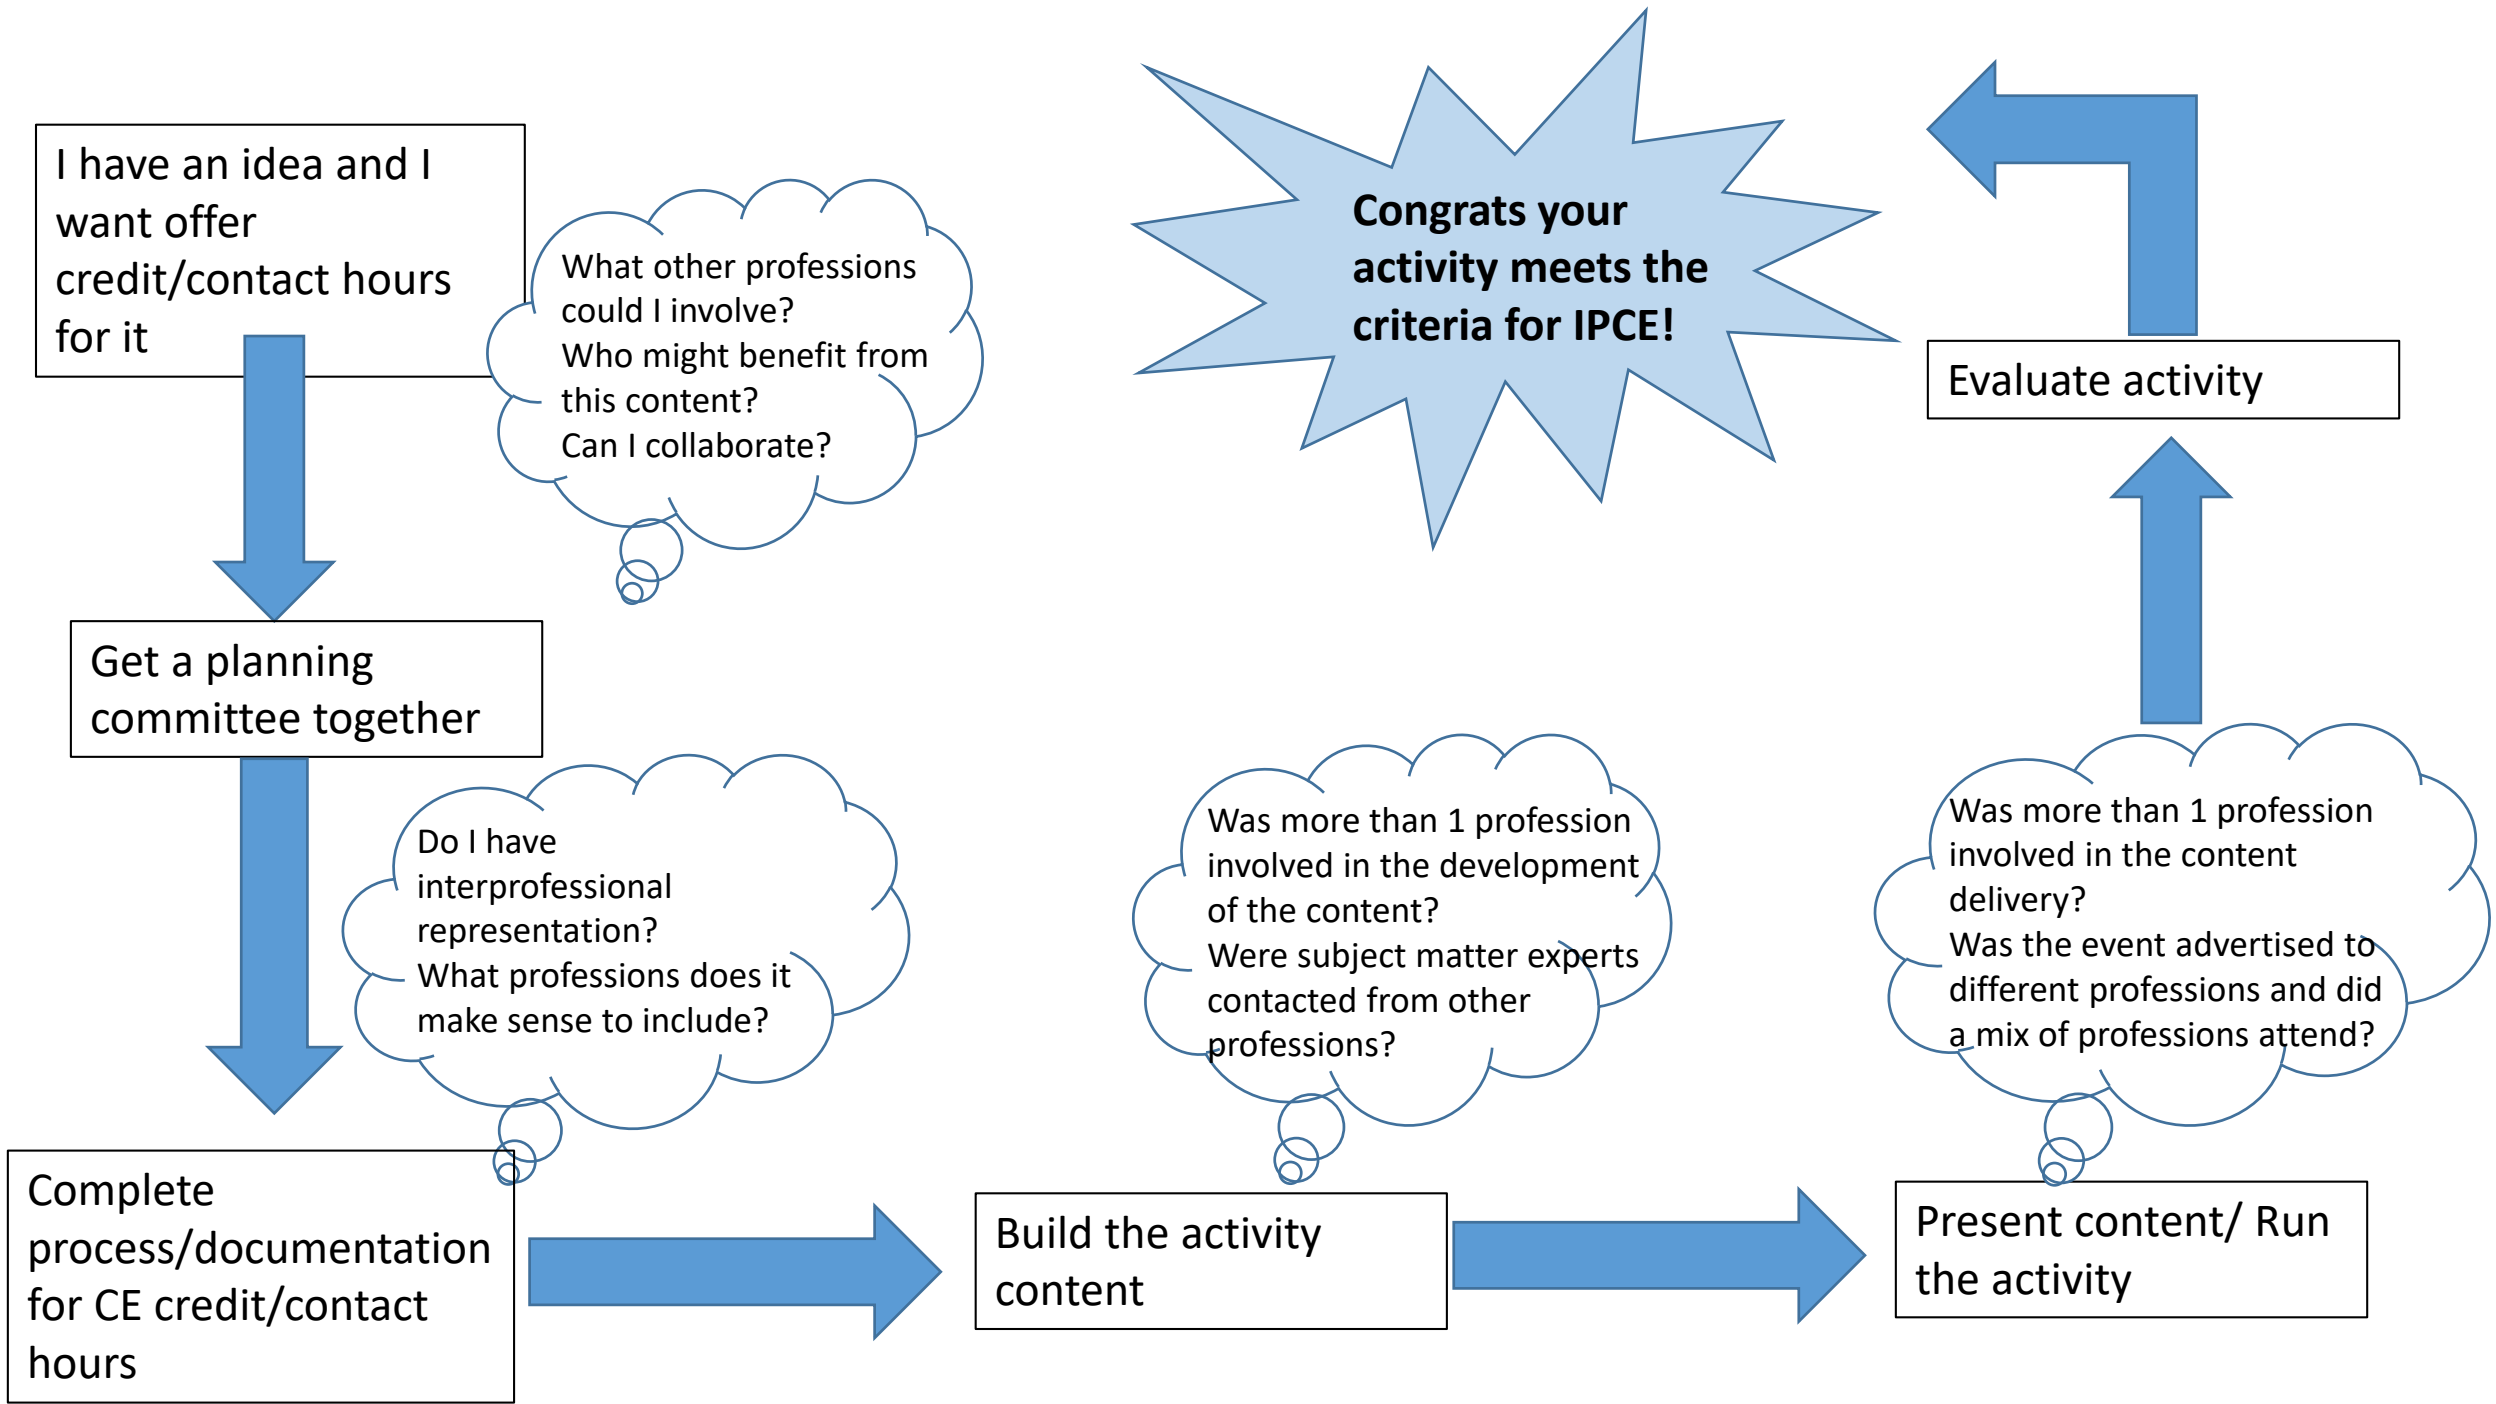 I have an idea and I
want offer
credit/contact hours
for it
What other professions
could I involve?
Who might benefit from
this content?
Can I collaborate?
Get a planning
committee together
Do I have
interprofessional
representation?
What professions does it
make sense to include?
Complete
process/documentation
for CE credit/contact
hours
Was more than 1 profession
involved in the development
of the content?
Were subject matter experts
contacted from other
professions?
Build the activity
content
Was more than 1 profession
involved in the content
delivery?
Was the event advertised to
different professions and did
a mix of professions attend?
Present content/ Run
the activity
Evaluate activity
Congrats your
activity meets the
criteria for IPCE!